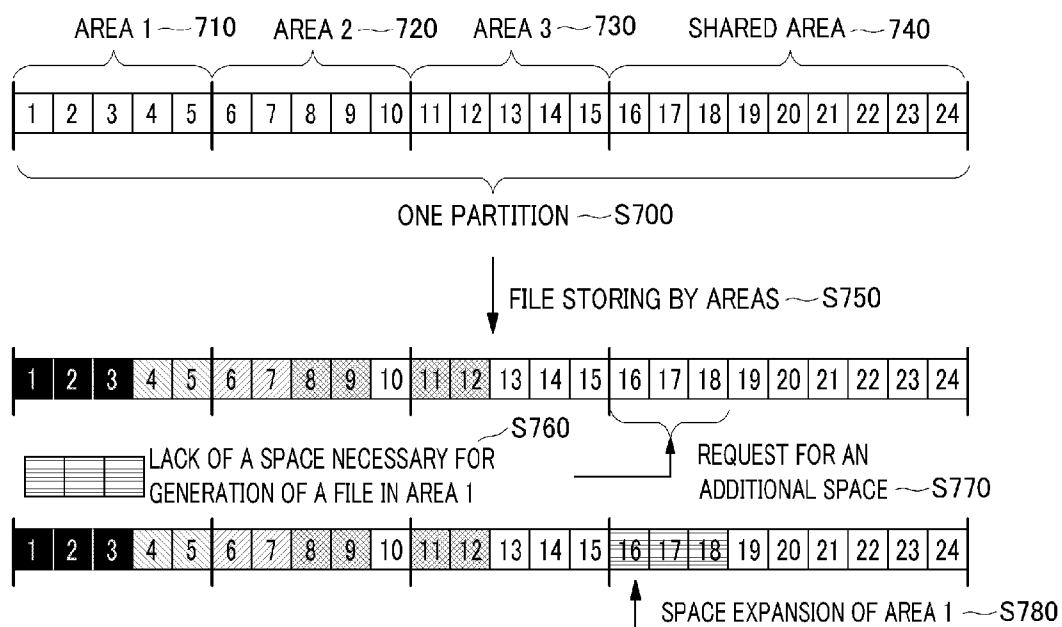 AREA 1 ~ 710 AREA 2 ~ 720 AREA 3 ~ 730 SHARED AREA ~ 740
1 2 3 4 5 6 7 8 9 10 11 12 13 14 15 16 17 18 19 20 21 22 23 24
ONE PARTITION ~ S700
FILE STORING BY AREAS ~ S750
1 2 3 4 5 6 7 8 9 10 11 12 13 14 15 16 17 18 19 20 21 22 23 24
S760
LACK OF A SPACE NECESSARY FOR
GENERATION OF A FILE IN AREA 1
REQUEST FOR AN
ADDITIONAL SPACE ~ S770
1 2 3 4 5 6 7 8 9 10 11 12 13 14 15 16 17 18 19 20 21 22 23 24
SPACE EXPANSION OF AREA 1 ~ S780